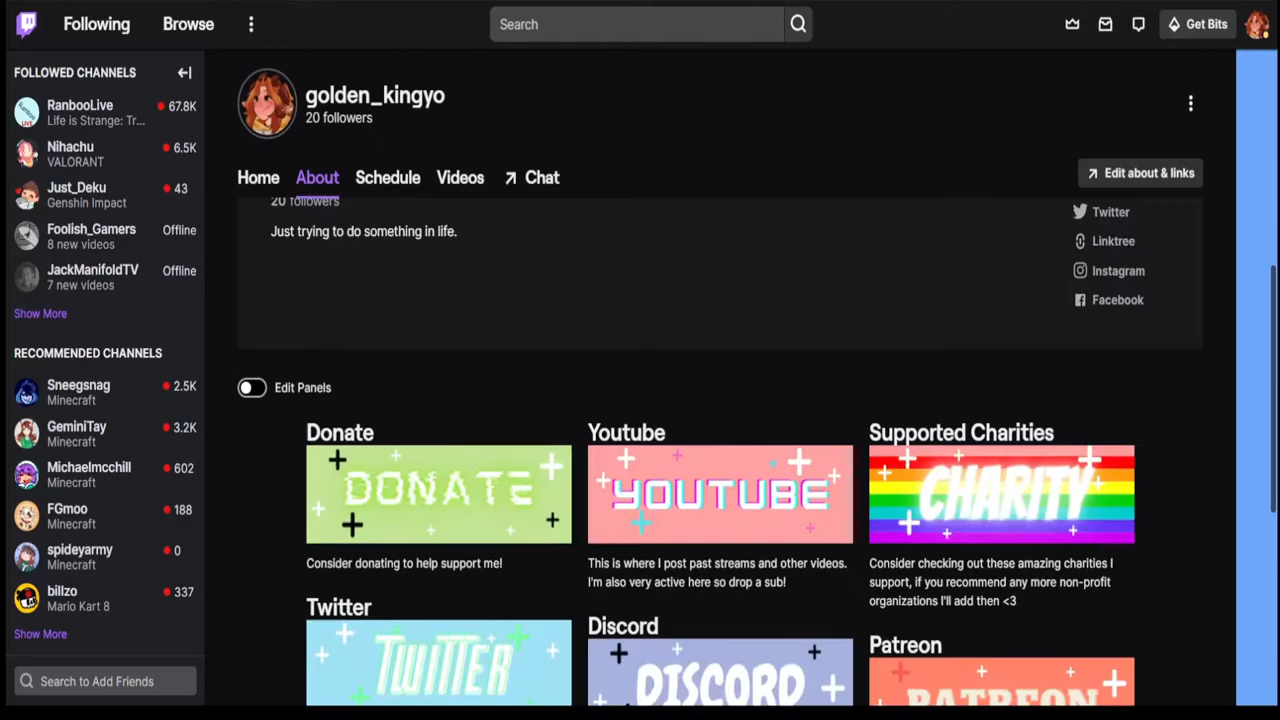 Following
Browse
Search
Get Bits
FOLLOWED CHANNELS
RanbooLive
67.8K
Life is Strange: Tr...
Nihachu
6.5K
VALORANT
Just_Deku
43
Genshin Impact
Foolish_Gamers
Offline
8 new videos
JackManifoldTV
Offline
7 new videos
Show More
RECOMMENDED CHANNELS
Sneegsnag
2.5K
Minecraft
GeminiTay
3.2K
Minecraft
Michaelmcchill
602
Minecraft
FGmoo
188
Minecraft
spideyarmy
0
Minecraft
billzo
337
Mario Kart 8
Show More
Search to Add Friends
golden_kingyo
20 followers
Home
About
Schedule
Videos
Chat
Edit about & links
20 followers
Just trying to do something in life.
Twitter
Linktree
Instagram
Facebook
Edit Panels
Donate
DONATE
Consider donating to help support me!
Youtube
YOUTUBE
This is where I post past streams and other videos.
I'm also very active here so drop a sub!
Supported Charities
CHARITY
Consider checking out these amazing charities I
support, if you recommend any more non-profit
organizations I'll add then <3
Twitter
TWITTER
Discord
DISCORD
Patreon
PATREON